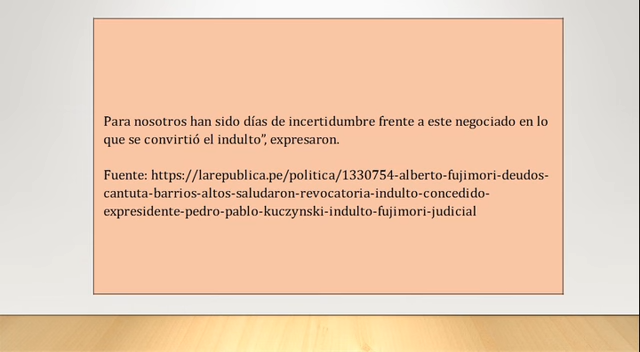 Para nosotros han sido días de incertidumbre frente a este negociado en lo
que se convirtió el indulto”, expresaron.
Fuente: https://larepublica.pe/politica/1330754-alberto-fujimori-deudos-
cantuta-barrios-altos-saludaron-revocatoria-indulto-concedido-
expresidente-pedro-pablo-kuczynski-indulto-fujimori-judicial